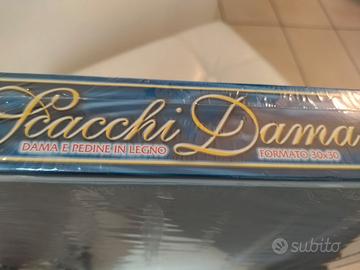 Scacchi Dama
DAMA E PEDINE IN LEGNO
FORMATO 30x30
subito